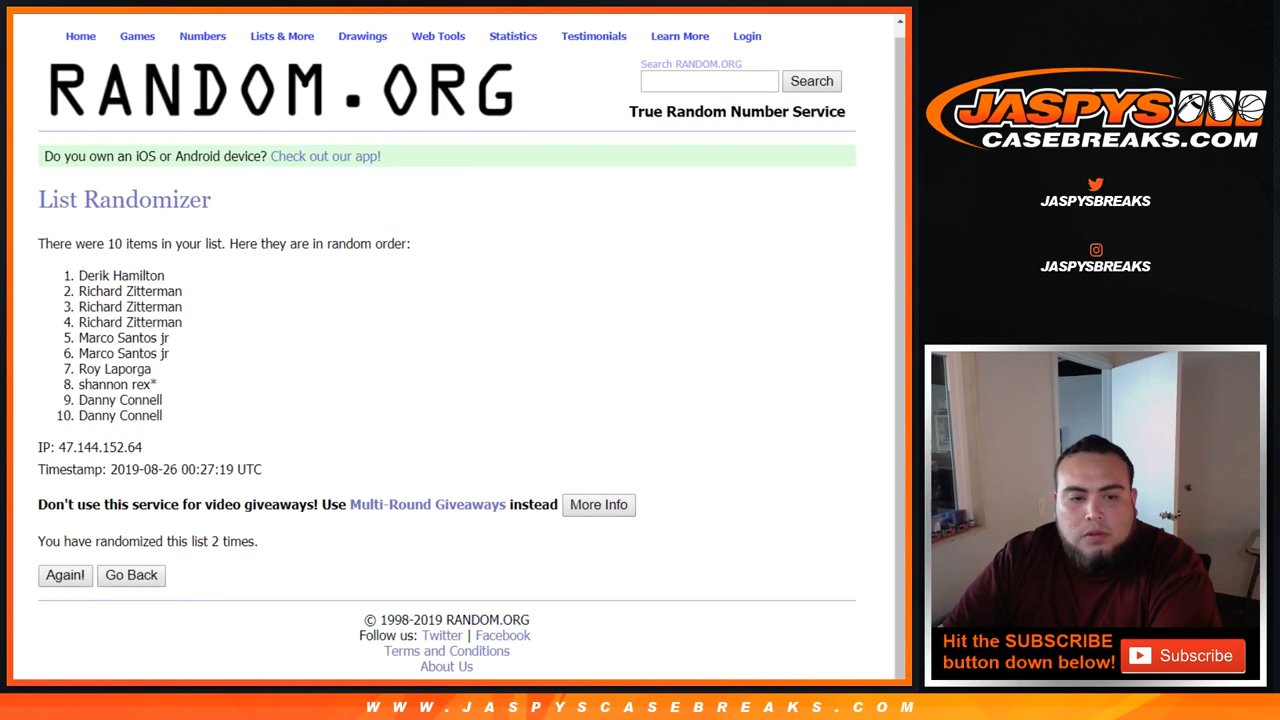 Home Games Numbers Lists & More Drawings Web Tools Statistics Testimonials Learn More Login
RANDOM.ORG
Search RANDOM.ORG
Search
True Random Number Service
Do you own an iOS or Android device? Check out our app!
List Randomizer
There were 10 items in your list. Here they are in random order:
1. Derik Hamilton
2. Richard Zitterman
3. Richard Zitterman
4. Richard Zitterman
5. Marco Santos jr
6. Marco Santos jr
7. Roy Laporga
8. shannon rex*
9. Danny Connell
10. Danny Connell
IP: 47.144.152.64
Timestamp: 2019-08-26 00:27:19 UTC
Don't use this service for video giveaways! Use Multi-Round Giveaways instead More Info
You have randomized this list 2 times.
Again! Go Back
© 1998-2019 RANDOM.ORG
Follow us: Twitter | Facebook
Terms and Conditions
About Us
JASPYS
CASEBREAKS.COM
JASPYSBREAKS
JASPYSBREAKS
Hit the SUBSCRIBE
button down below!
Subscribe
WWW.JASPYSCASEBREAKS.COM